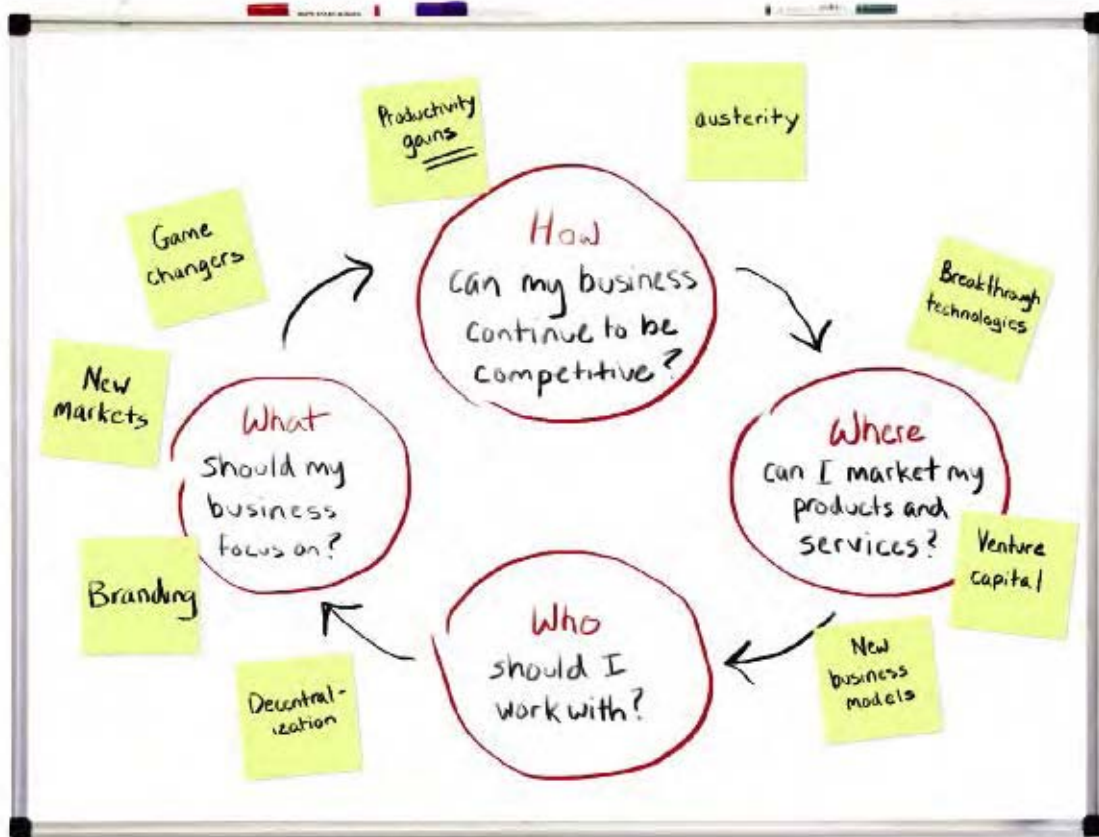 Productivity
gains
austerity
Game
changers
How
can my business
continue to be
competitive?
Breakthrough
technologies
New
markets
What
should my
business
focus on?
Where
can I market my
products and
services?
Venture
capital
Branding
Who
should I
work with?
New
business
models
Decentral-
ization